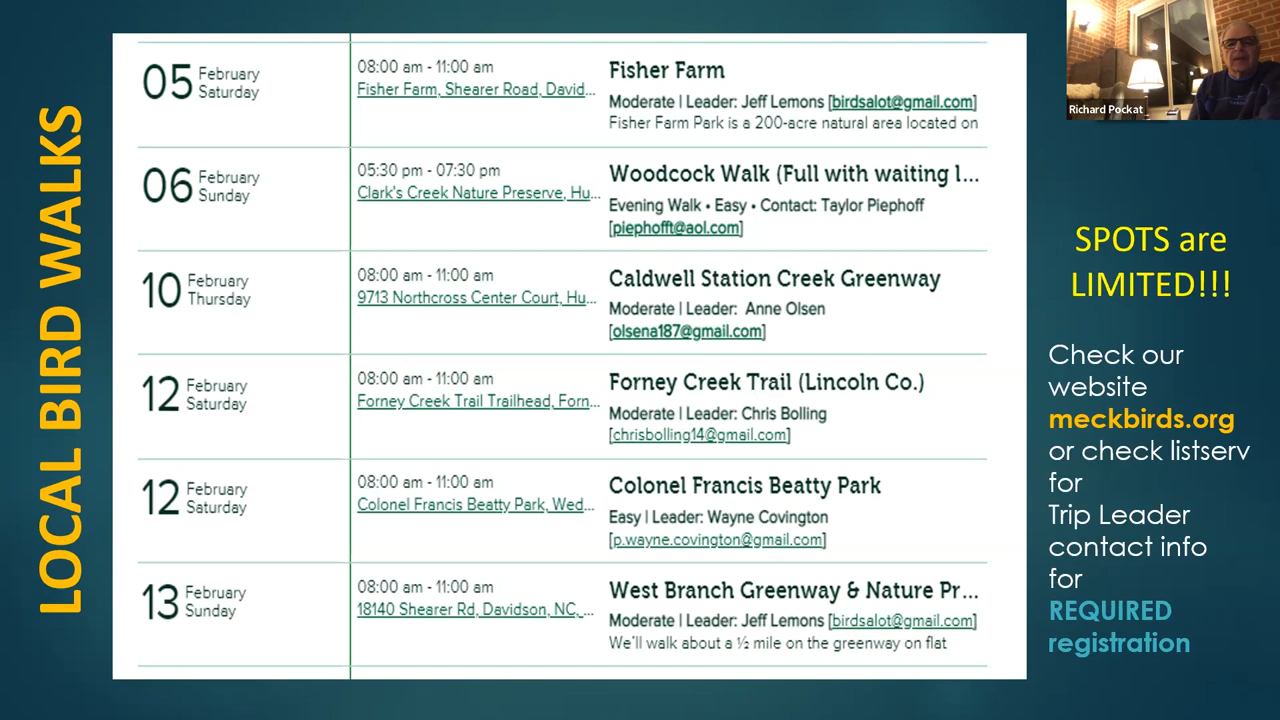 LOCAL BIRD WALKS
05 February Saturday
08:00 am - 11:00 am
Fisher Farm, Shearer Road, David...
Fisher Farm
Moderate | Leader: Jeff Lemons [birdsalot@gmail.com]
Fisher Farm Park is a 200-acre natural area located on
06 February Sunday
05:30 pm - 07:30 pm
Clark's Creek Nature Preserve, Hu...
Woodcock Walk (Full with waiting l...
Evening Walk • Easy • Contact: Taylor Piephoff
[piephofft@aol.com]
10 February Thursday
08:00 am - 11:00 am
9713 Northcross Center Court, Hu...
Caldwell Station Creek Greenway
Moderate | Leader: Anne Olsen
[olsena187@gmail.com]
12 February Saturday
08:00 am - 11:00 am
Forney Creek Trail Trailhead, Forn...
Forney Creek Trail (Lincoln Co.)
Moderate | Leader: Chris Bolling
[chrisbolling14@gmail.com]
12 February Saturday
08:00 am - 11:00 am
Colonel Francis Beatty Park, Wed...
Colonel Francis Beatty Park
Easy | Leader: Wayne Covington
[p.wayne.covington@gmail.com]
13 February Sunday
08:00 am - 11:00 am
18140 Shearer Rd, Davidson, NC, ...
West Branch Greenway & Nature Pr...
Moderate | Leader: Jeff Lemons [birdsalot@gmail.com]
We'll walk about a ½ mile on the greenway on flat
Richard Pockat
SPOTS are
LIMITED!!!
Check our
website
meckbirds.org
or check listserv
for
Trip Leader
contact info
for
REQUIRED
registration